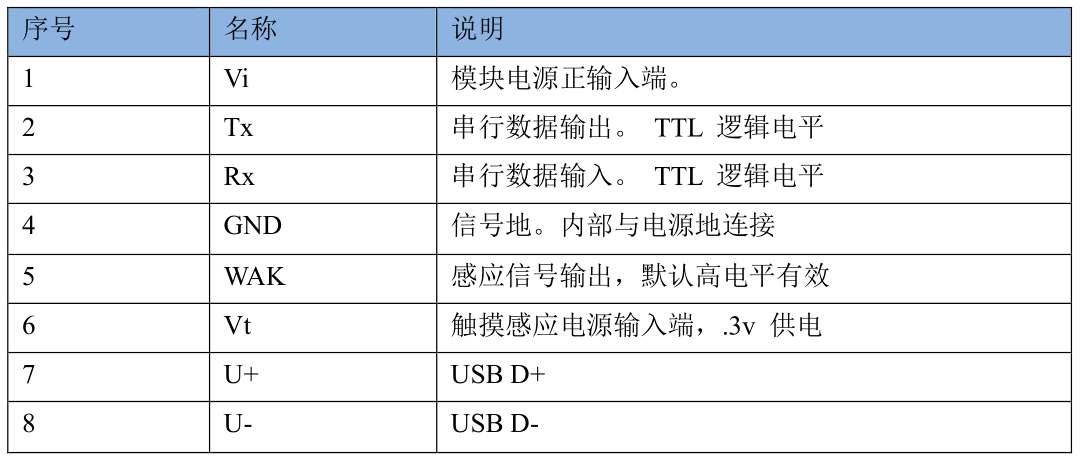 序号 名称 说明
1 Vi 模块电源正输入端。
2 Tx 串行数据输出。 TTL 逻辑电平
3 Rx 串行数据输入。 TTL 逻辑电平
4 GND 信号地。内部与电源地连接
5 WAK 感应信号输出，默认高电平有效
6 Vt 触摸感应电源输入端，.3v 供电
7 U+ USB D+
8 U- USB D-